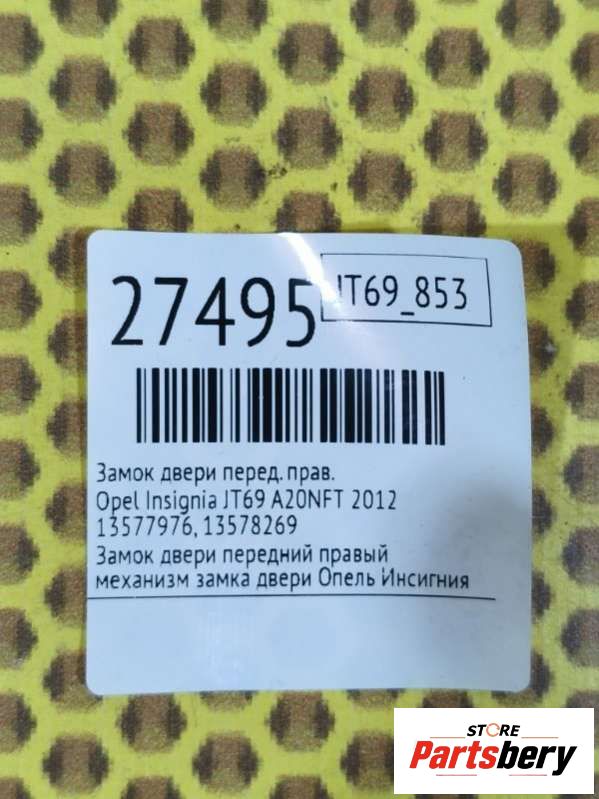 27495
JT69_853
Замок двери перед. прав.
Opel Insignia JT69 A20NFT 2012
13577976, 13578269
Замок двери передний правый
механизм замка двери Опель Инсигния
STORE
Partsbery